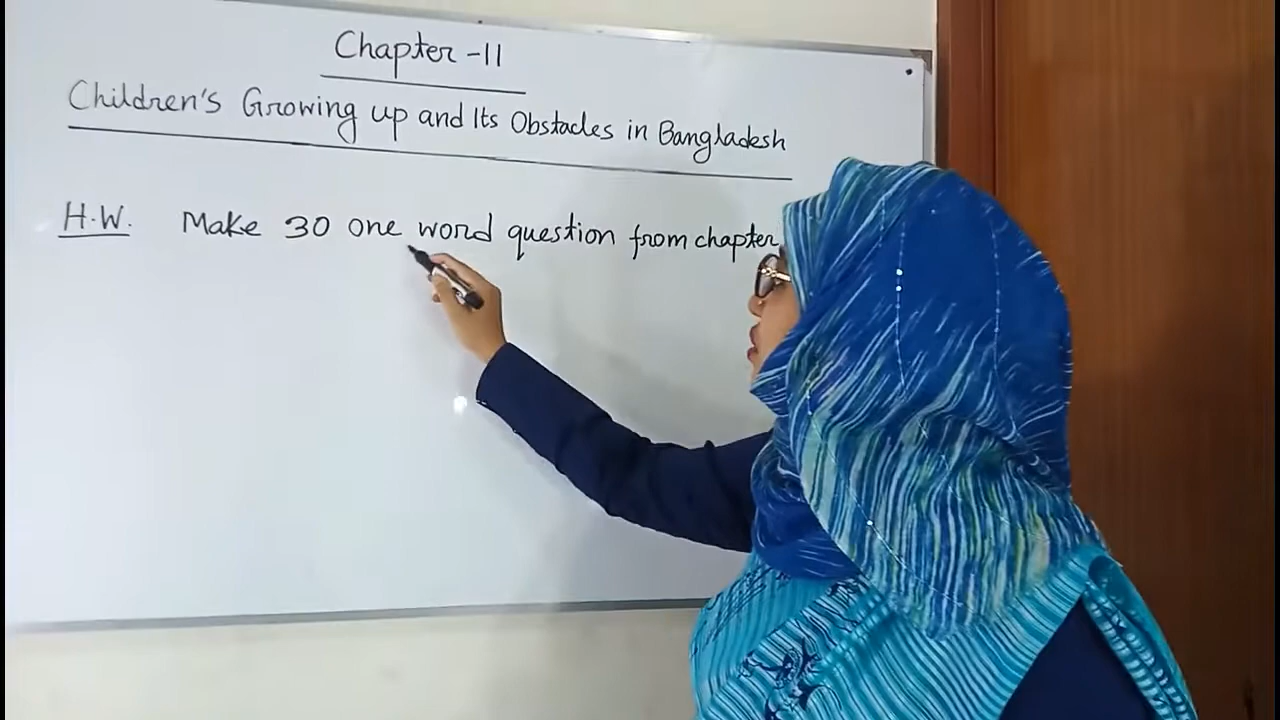 Chapter -11
Children's Growing up and Its Obstacles in Bangladesh
H.W. Make 30 one word question from chapter